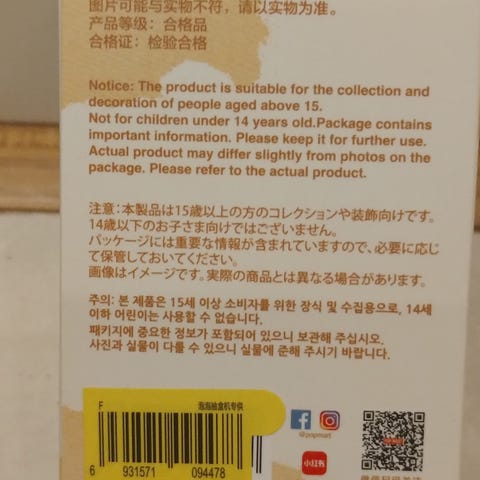 图片可能与实物不符，请以实物为准。
产品等级：合格品
合格证：检验合格
Notice: The product is suitable for the collection and
decoration of people aged above 15.
Not for children under 14 years old.Package contains
important information. Please keep it for further use.
Actual product may differ slightly from photos on the
package. Please refer to the actual product.
注意：本製品は15歳以上の方のコレクションや装飾向けです。
14歳以下のお子さま向けではございません。
パッケージには重要な情報が含まれていますので、必要に応じ
て保管しておいてください。
画像はイメージです。実際の商品とは異なる場合があります。
주의: 본 제품은 15세 이상 소비자를 위한 장식 및 수집용으로, 14세
이하 어린이는 사용할 수 없습니다.
패키지에 중요한 정보가 포함되어 있으니 보관해 주십시오.
사진과 실물이 다를 수 있으니 실물에 준해 주시기 바랍니다.
F
泡泡抽盒机专供
6 931571 094478
@popmart
小红书